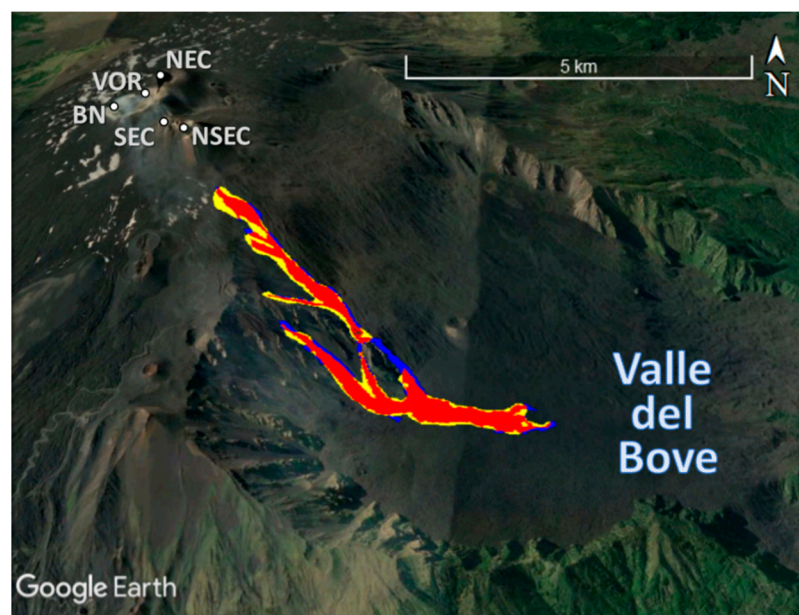 NEC
VOR
BN
SEC
NSEC
5 km
N
Valle
del
Bove
Google Earth